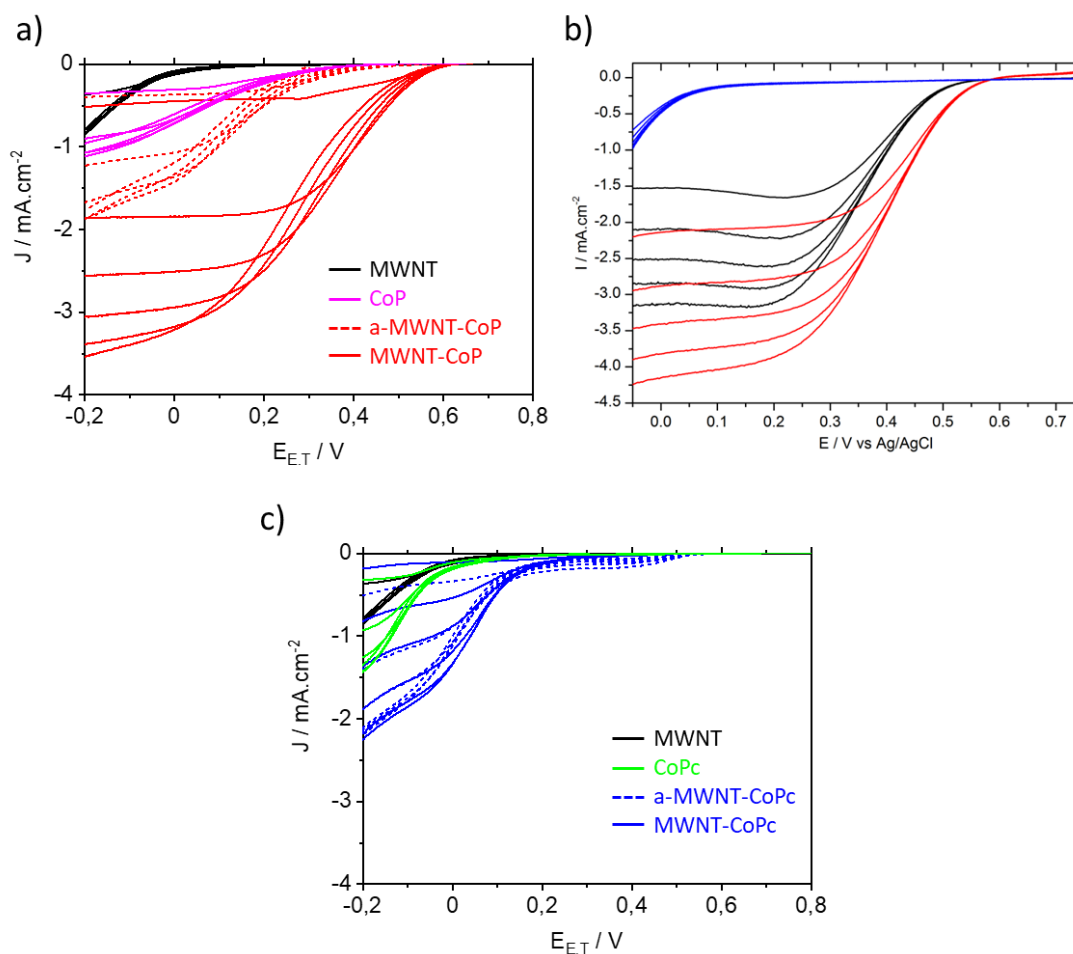 a)
0
-1
-2
-3
-4
J / mA.cm-2
-0,2
0
0,2
0,4
0,6
0,8
E E.T / V
MWNT
CoP
a-MWNT-CoP
MWNT-CoP
b)
0.0
-0.5
-1.0
-1.5
-2.0
-2.5
-3.0
-3.5
-4.0
-4.5
I / mA.cm-2
0.0
0.1
0.2
0.3
0.4
0.5
0.6
0.7
E / V vs Ag/AgCl
c)
0
-1
-2
-3
-4
J / mA.cm-2
-0,2
0
0,2
0,4
0,6
0,8
E E.T / V
MWNT
CoPc
a-MWNT-CoPc
MWNT-CoPc